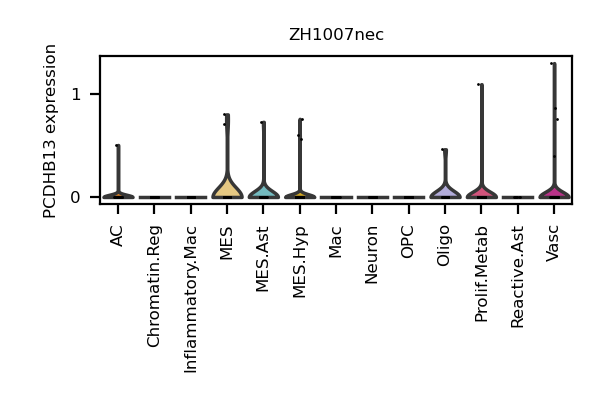 ZH1007nec
PCDHB13 expression
1
0
AC
Chromatin.Reg
Inflammatory.Mac
MES
MES.Ast
MES.Hyp
Mac
Neuron
OPC
Oligo
Prolif.Metab
Reactive.Ast
Vasc